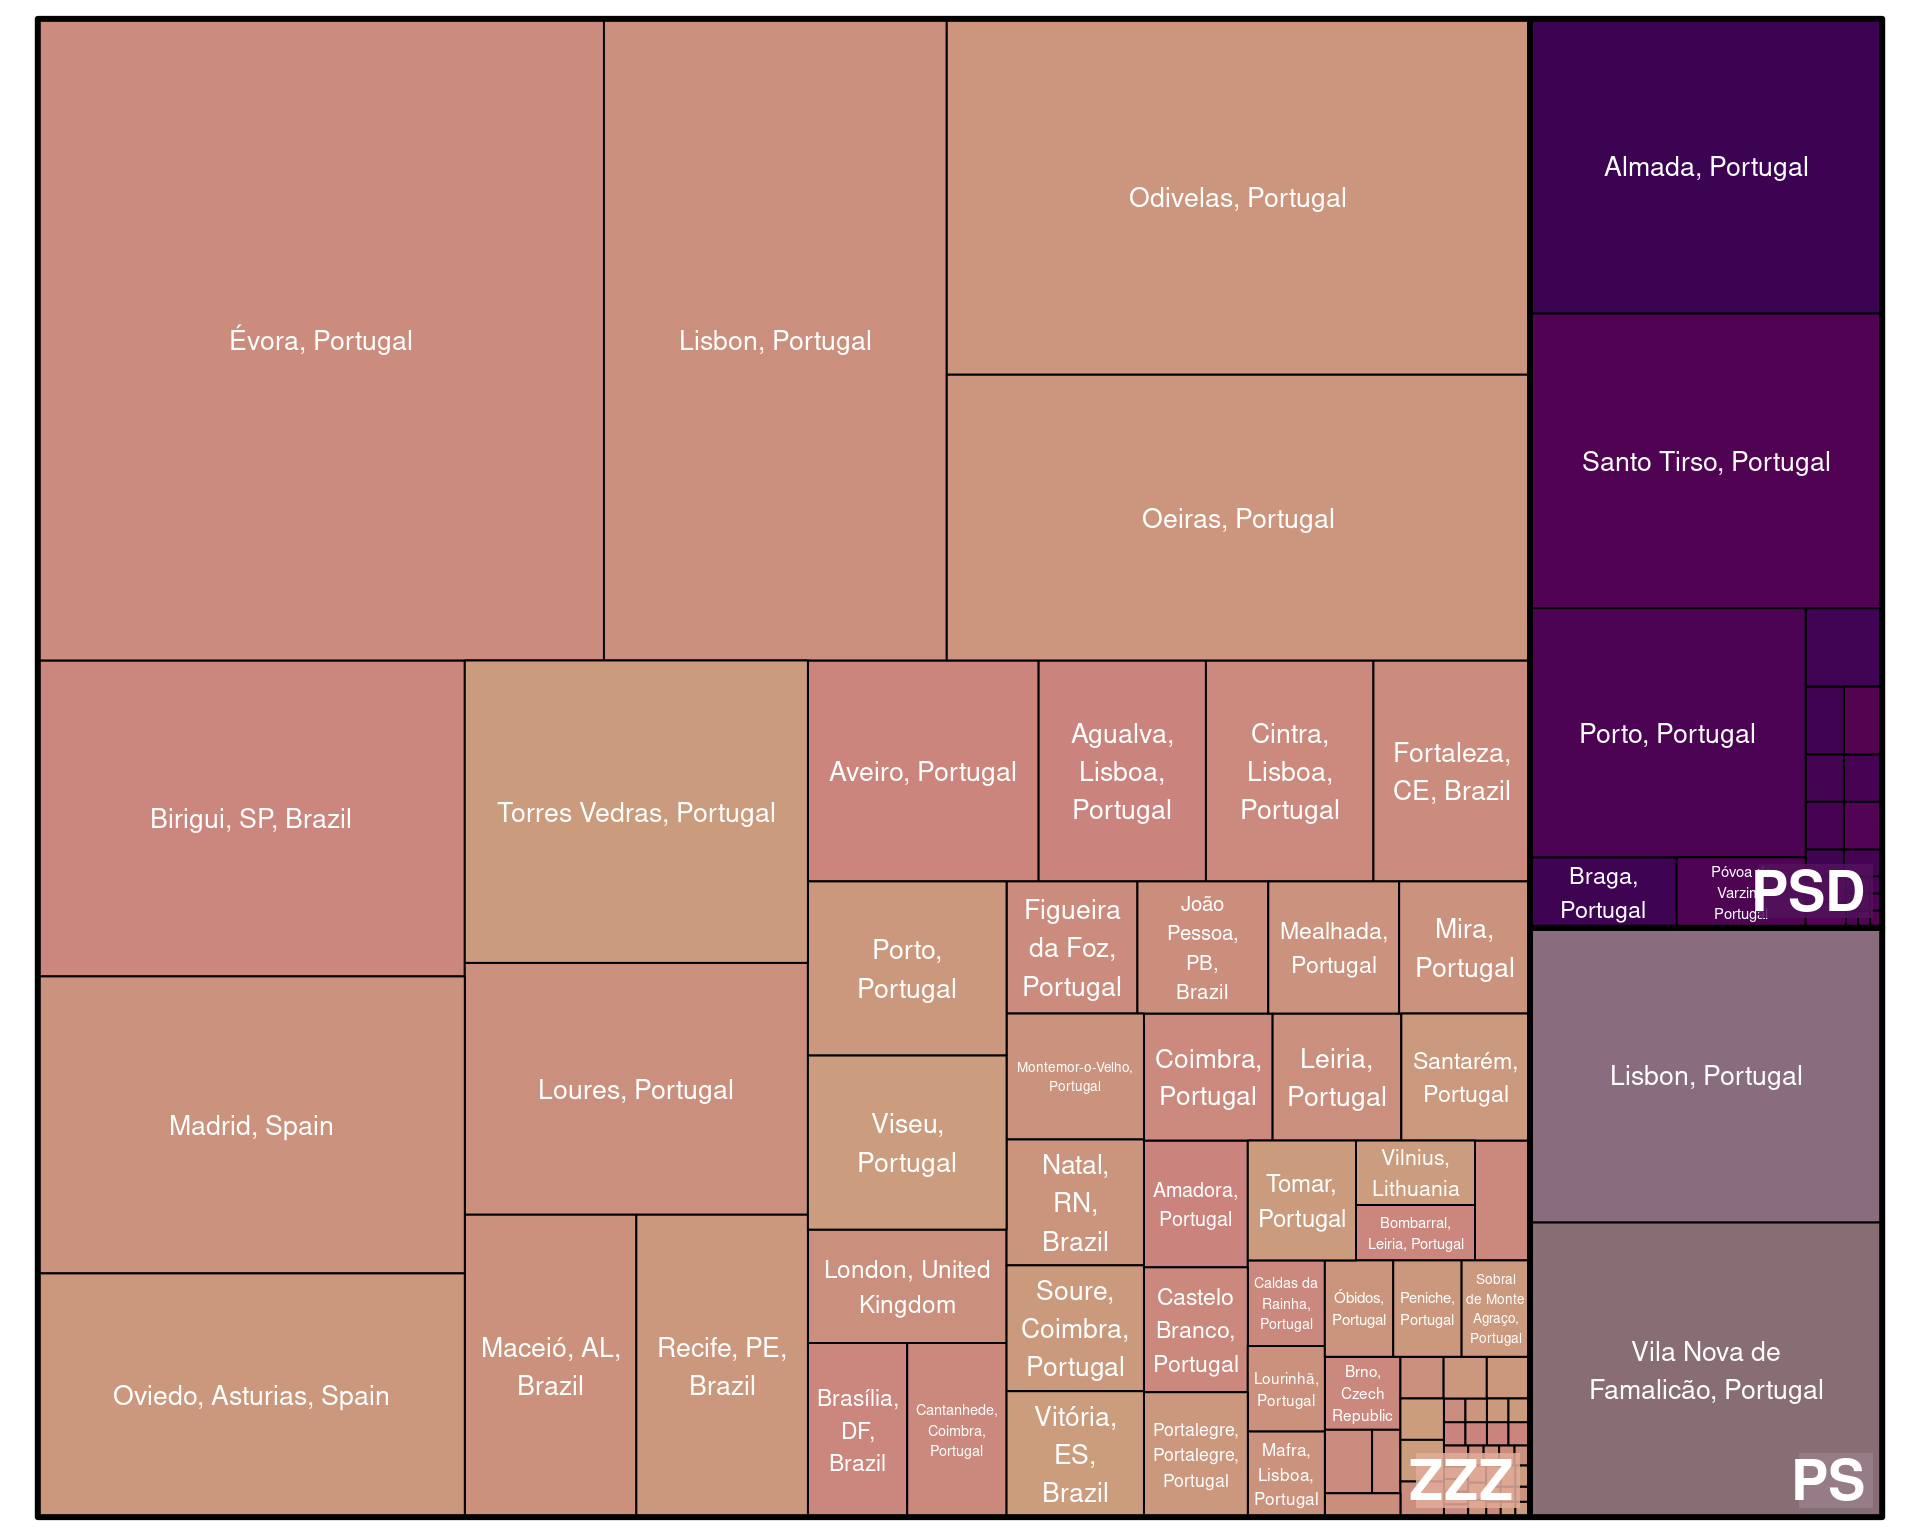 Évora, Portugal
Lisbon, Portugal
Odivelas, Portugal
Oeiras, Portugal
Birigui, SP, Brazil
Madrid, Spain
Oviedo, Asturias, Spain
Torres Vedras, Portugal
Loures, Portugal
Maceió, AL,
Brazil
Recife, PE,
Brazil
Aveiro, Portugal
Agualva,
Lisboa,
Portugal
Cintra,
Lisboa,
Portugal
Fortaleza,
CE, Brazil
Porto,
Portugal
Viseu,
Portugal
London, United
Kingdom
Brasília,
DF,
Brazil
Cantanhede,
Coimbra,
Portugal
Figueira
da Foz,
Portugal
João
Pessoa,
PB,
Brazil
Mealhada,
Portugal
Mira,
Portugal
Montemor-o-Velho,
Portugal
Natal,
RN,
Brazil
Soure,
Coimbra,
Portugal
Vitória,
ES,
Brazil
Coimbra,
Portugal
Leiria,
Portugal
Santarém,
Portugal
Amadora,
Portugal
Castelo
Branco,
Portugal
Portalegre,
Portalegre,
Portugal
Tomar,
Portugal
Vilnius,
Lithuania
Bombarral,
Leiria, Portugal
Caldas da
Rainha,
Portugal
Lourinhã,
Portugal
Mafra,
Lisboa,
Portugal
Óbidos,
Portugal
Peniche,
Portugal
Sobral
de Monte
Agraço,
Portugal
Brno,
Czech
Republic
ZZZ
Almada, Portugal
Santo Tirso, Portugal
Porto, Portugal
Braga,
Portugal
Póvoa
Varzim
Portugal
PSD
Lisbon, Portugal
Vila Nova de
Famalicão, Portugal
PS